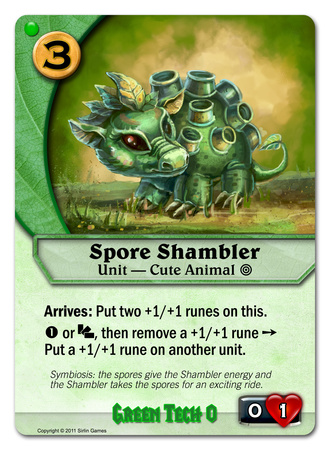 3
Spore Shambler
Unit — Cute Animal
Arrives: Put two +1/+1 runes on this.
1 or , then remove a +1/+1 rune →
Put a +1/+1 rune on another unit.
Symbiosis: the spores give the Shambler energy and
the Shambler takes the spores for an exciting ride.
Green Tech 0
0 1
Copyright © 2011 Sirlin Games